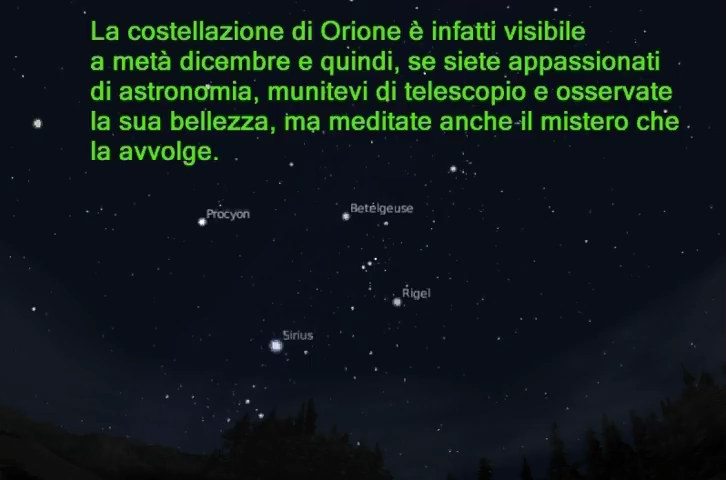 La costellazione di Orione è infatti visibile
a metà dicembre e quindi, se siete appassionati
di astronomia, munitevi di telescopio e osservate
la sua bellezza, ma meditate anche il mistero che
la avvolge.
Procyon
Betelgeuse
Rigel
Sirius